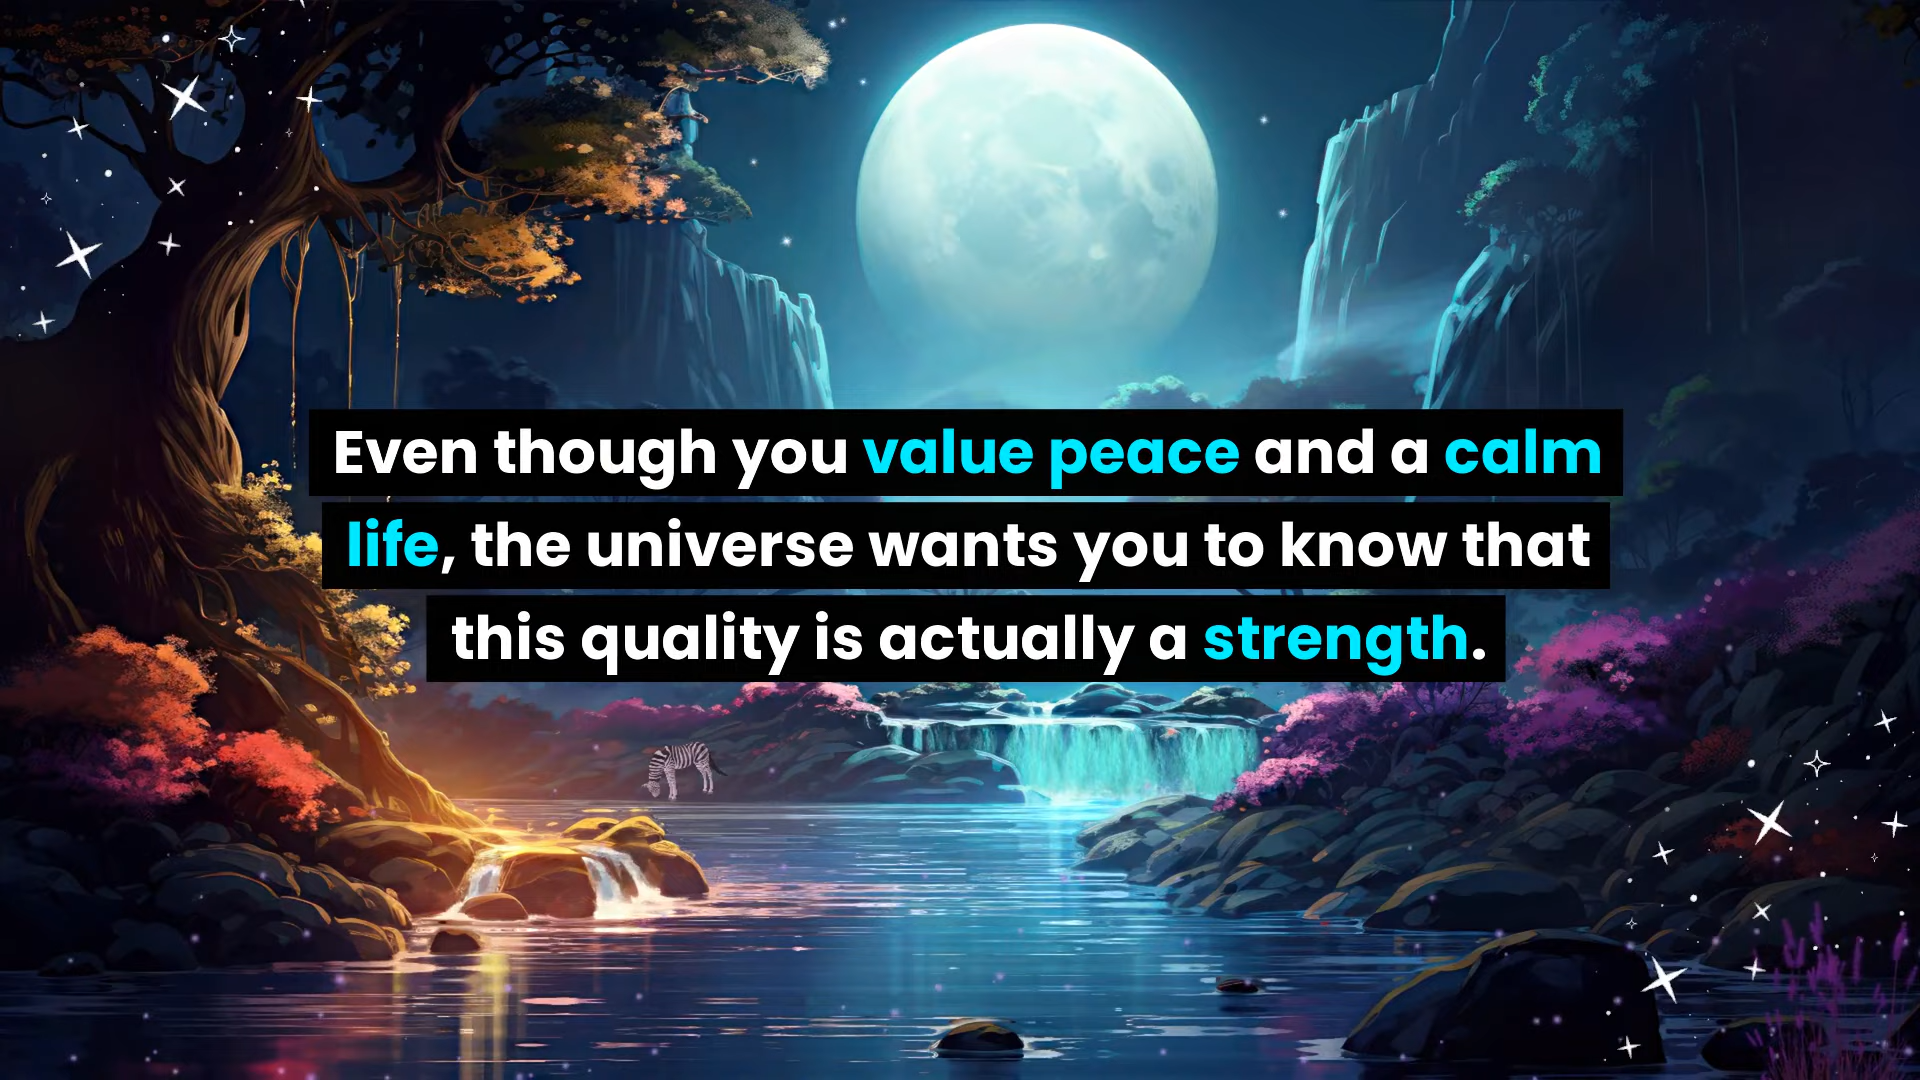 Even though you value peace and a calm
life, the universe wants you to know that
this quality is actually a strength.